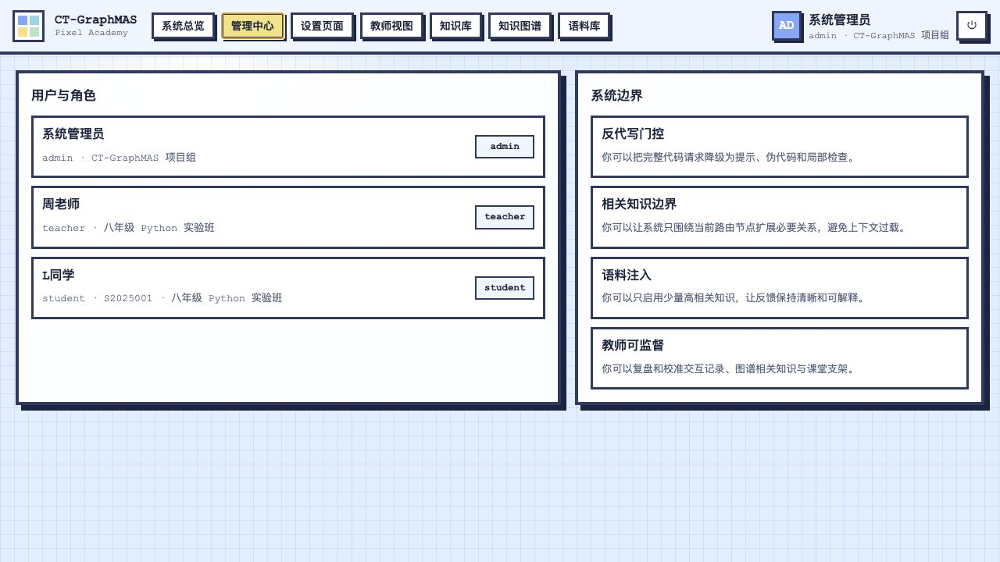 CT-GraphMAS
Pixel Academy
系统总览
管理中心
设置页面
教师视图
知识库
知识图谱
语料库
AD
系统管理员
admin · CT-GraphMAS 项目组
用户与角色
系统管理员
admin · CT-GraphMAS 项目组
admin
周老师
teacher · 八年级 Python 实验班
teacher
L同学
student · S2025001 · 八年级 Python 实验班
student
系统边界
反代写门控
你可以把完整代码请求降级为提示、伪代码和局部检查。
相关知识边界
你可以让系统只围绕当前路由节点扩展必要关系，避免上下文过载。
语料注入
你可以只启用少量高相关知识，让反馈保持清晰和可解释。
教师可监督
你可以复盘和校准交互记录、图谱相关知识与课堂支架。